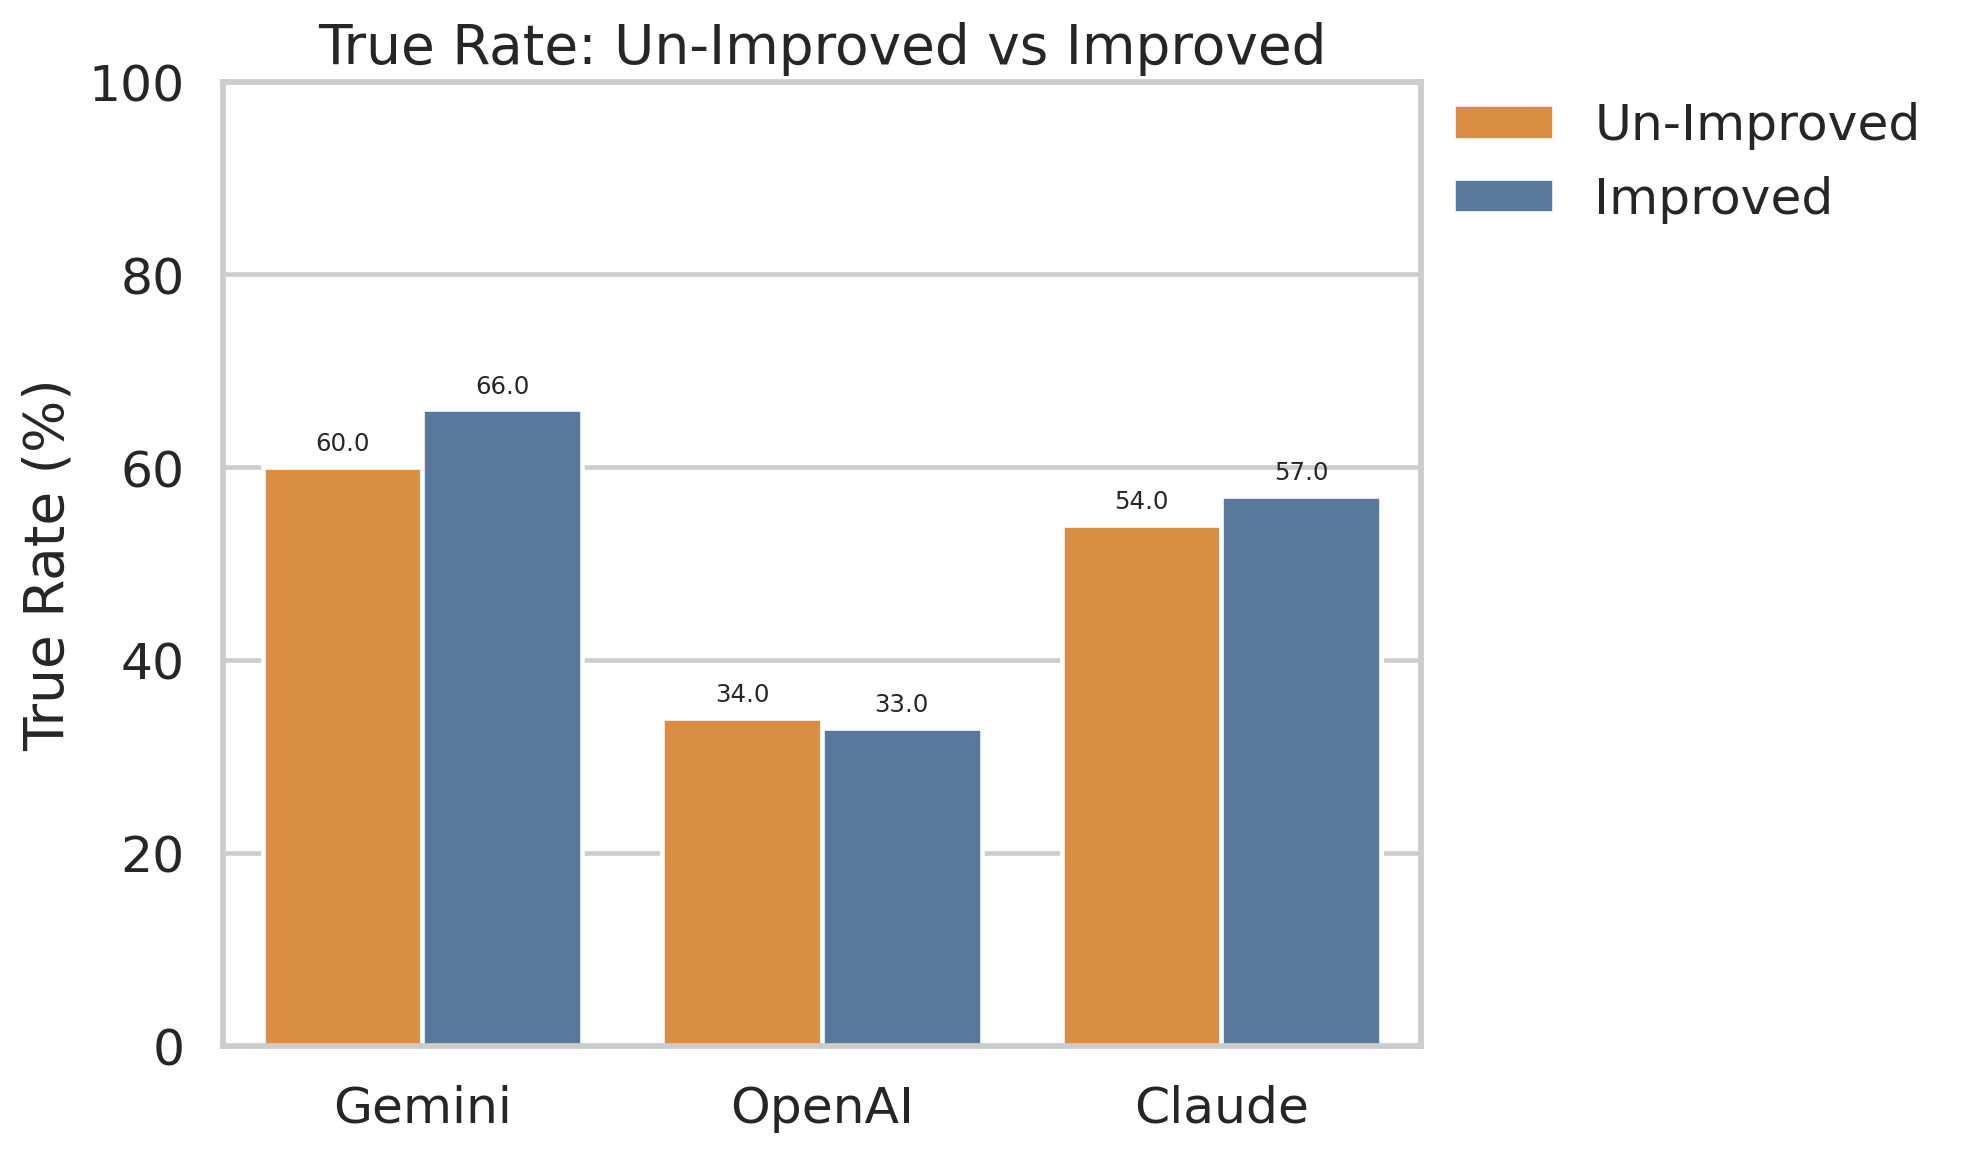 True Rate: Un-Improved vs Improved
True Rate (%)
100
80
60
40
20
0
60.0
66.0
34.0
33.0
54.0
57.0
Gemini
OpenAI
Claude
Un-Improved
Improved